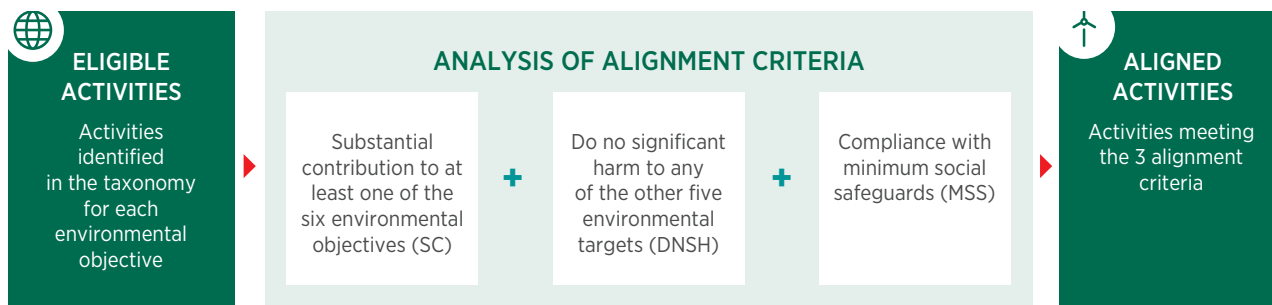 ELIGIBLE
ACTIVITIES
Activities
identified
in the taxonomy
for each
environmental
objective
ANALYSIS OF ALIGNMENT CRITERIA
Substantial
contribution to at
least one of the
six environmental
objectives (SC)
+
Do no significant
harm to any
of the other five
environmental
targets (DNSH)
+
Compliance with
minimum social
safeguards (MSS)
ALIGNED
ACTIVITIES
Activities meeting
the 3 alignment
criteria